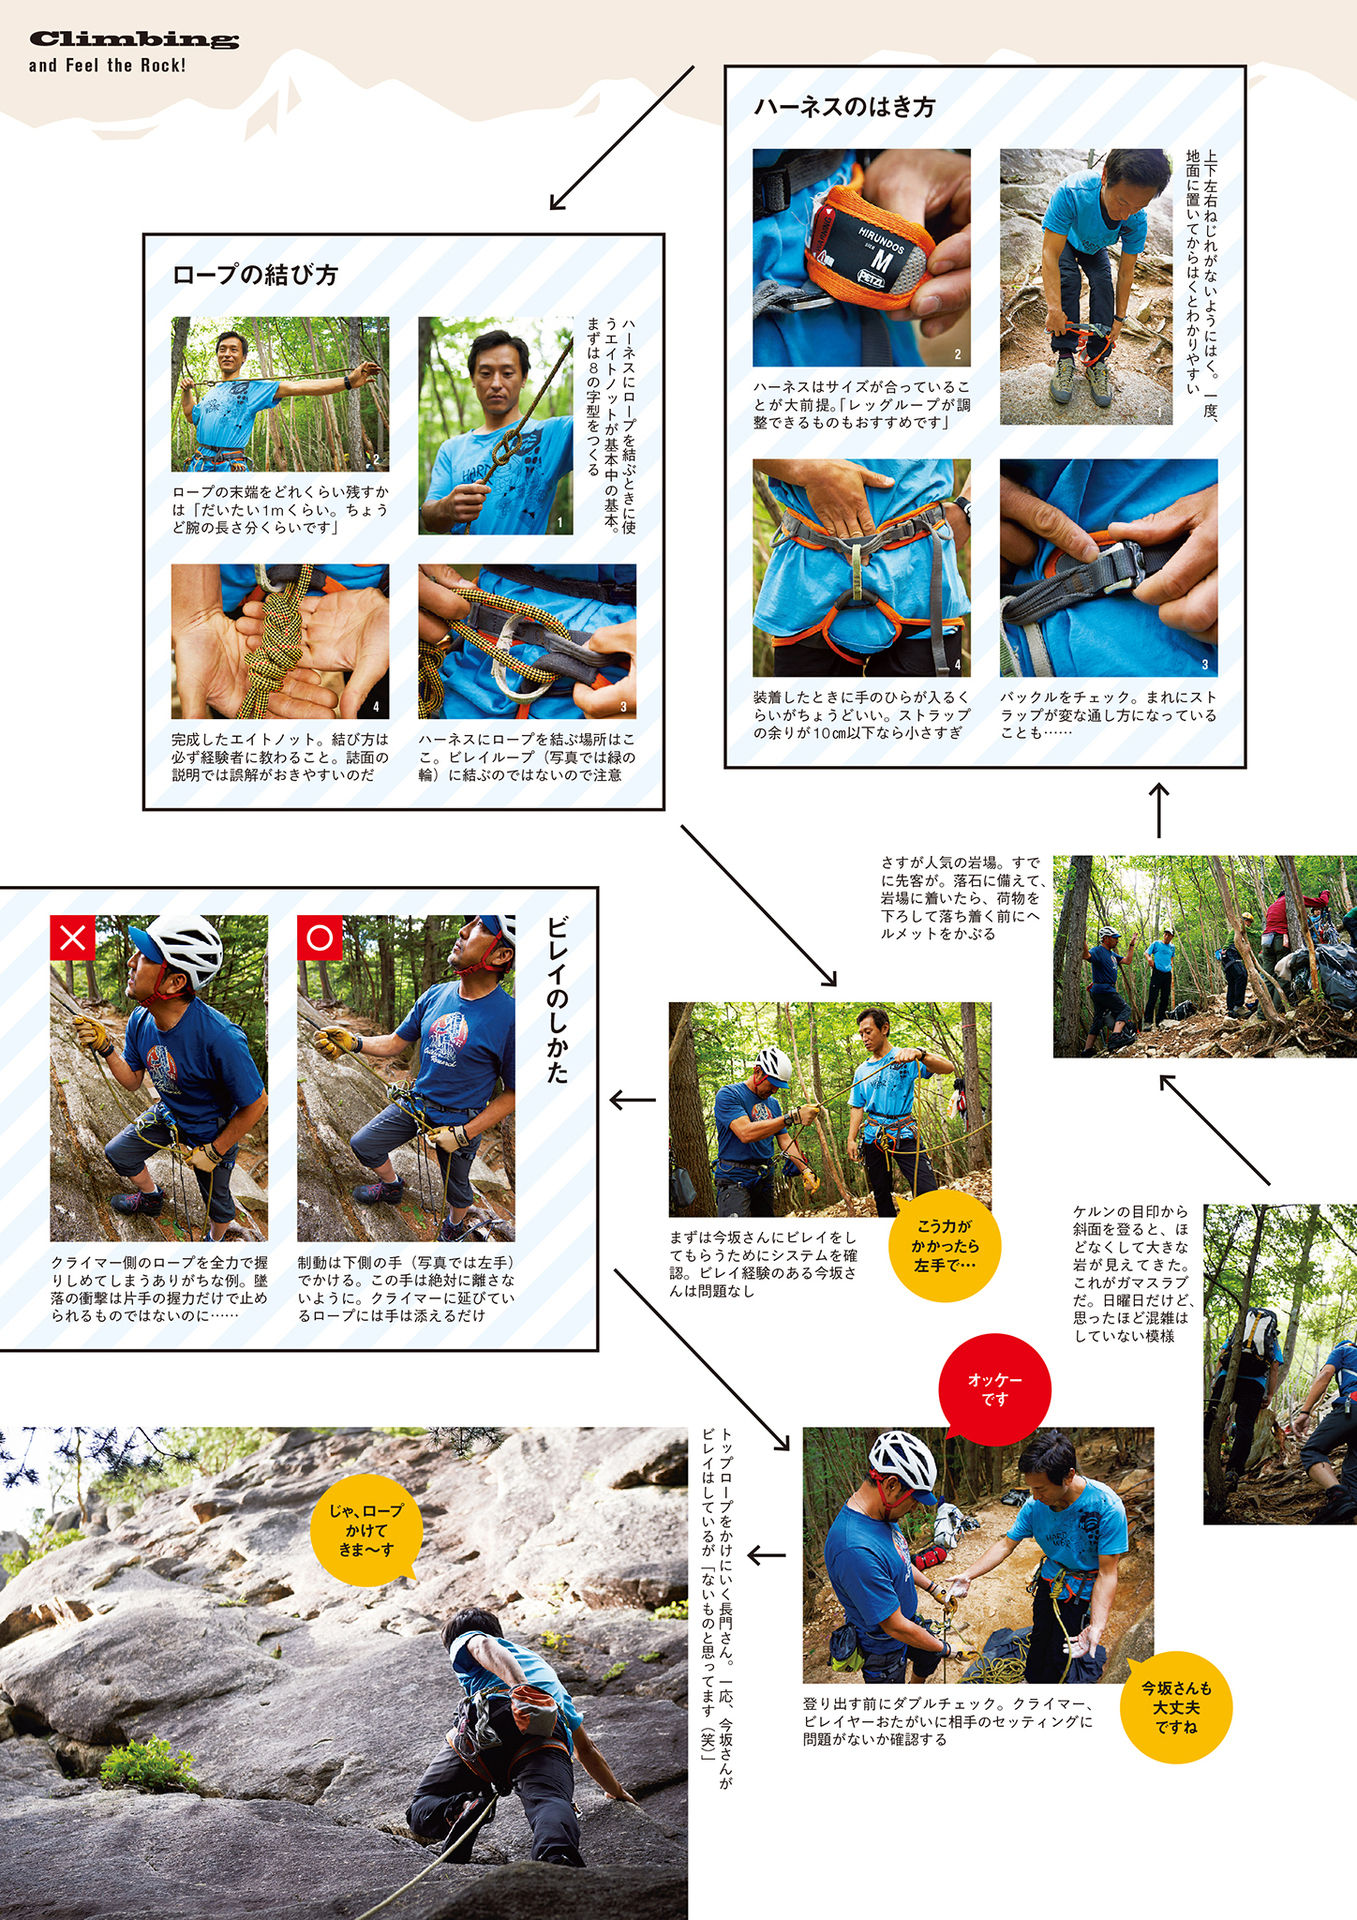 Climbing
and Feel the Rock!
ケルンの目印から
斜面を登ると、ほ
どなくして大きな
岩が見えてきた。
これがガマスラブ
だ。日曜日だけど、
思ったほど混雑は
していない模様
さすが人気の岩場。すで
に先客が。落石に備えて、
岩場に着いたら、荷物を
下ろして落ち着く前にヘ
ルメットをかぶる
ハーネスのはき方
上下左右ねじれがないようにはく。一度、
地面に置いてからはくとわかりやすい
1
HIRUNDOS
SIZE
M
PETZL
WARNING
2
ハーネスはサイズが合っているこ
とが大前提。「レッグループが調
整できるものもおすすめです」
3
バックルをチェック。まれにスト
ラップが変な通し方になっている
ことも……
4
装着したときに手のひらが入るく
らいがちょうどいい。ストラップ
の余りが10㎝以下なら小さすぎ
ロープの結び方
ハーネスにロープを結ぶときに使
うエイトノットが基本中の基本。
まずは8の字型をつくる
1
2
ロープの末端をどれくらい残すか
は「だいたい1mくらい。ちょう
ど腕の長さ分くらいです」
3
ハーネスにロープを結ぶ場所はこ
こ。ビレイループ（写真では緑の
輪）に結ぶのではないので注意
4
完成したエイトノット。結び方は
必ず経験者に教わること。誌面の
説明では誤解がおきやすいのだ
こう力が
かかったら
左手で…
まずは今坂さんにビレイをし
てもらうためにシステムを確
認。ビレイ経験のある今坂さ
んは問題なし
ビレイのしかた
○
制動は下側の手（写真では左手）
でかける。この手は絶対に離さな
いように。クライマーに延びてい
るロープには手は添えるだけ
×
クライマー側のロープを全力で握
りしめてしまうありがちな例。墜
落の衝撃は片手の握力だけで止め
られるものではないのに……
オッケー
です
今坂さんも
大丈夫
ですね
登り出す前にダブルチェック。クライマー、
ビレイヤーおたがいに相手のセッティングに
問題がないか確認する
トップロープをかけにいく長門さん。一応、今坂さんが
ビレイはしているが「ないものと思ってます（笑）」
じゃ、ロープ
かけて
きま〜す